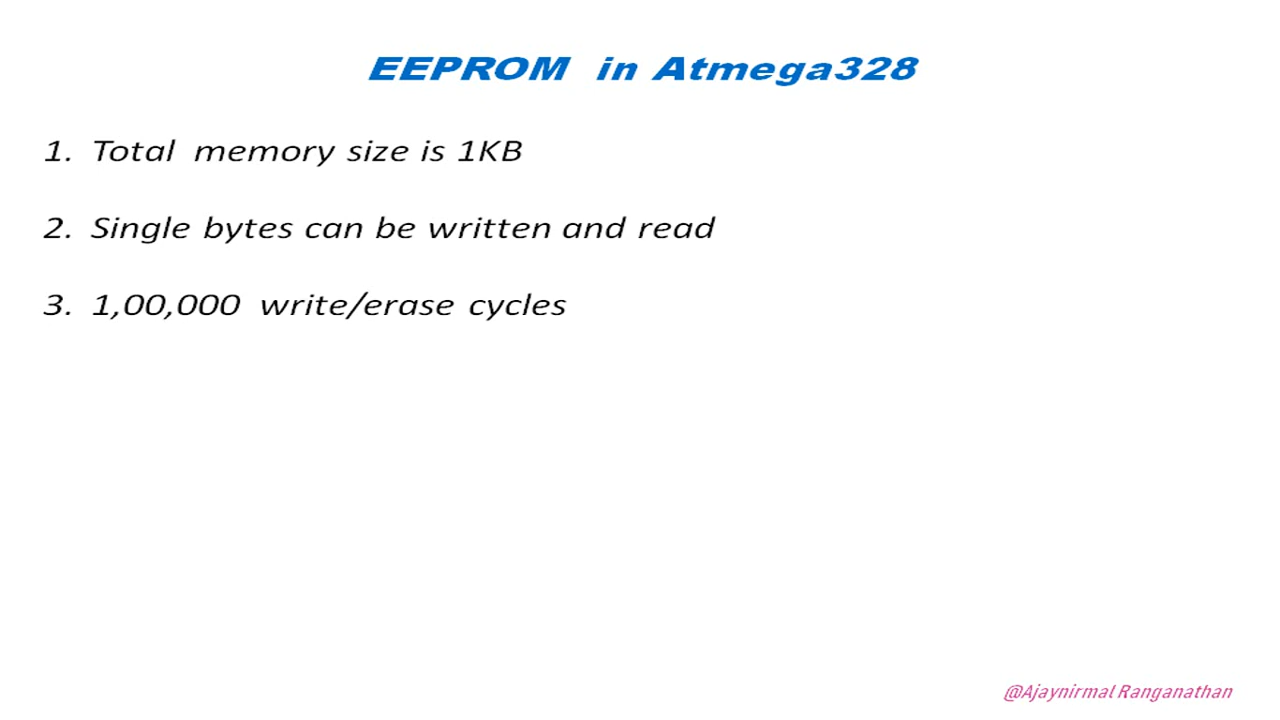 EEPROM in Atmega328
1. Total memory size is 1KB
2. Single bytes can be written and read
3. 1,00,000 write/erase cycles
@Ajaynirmal Ranganathan